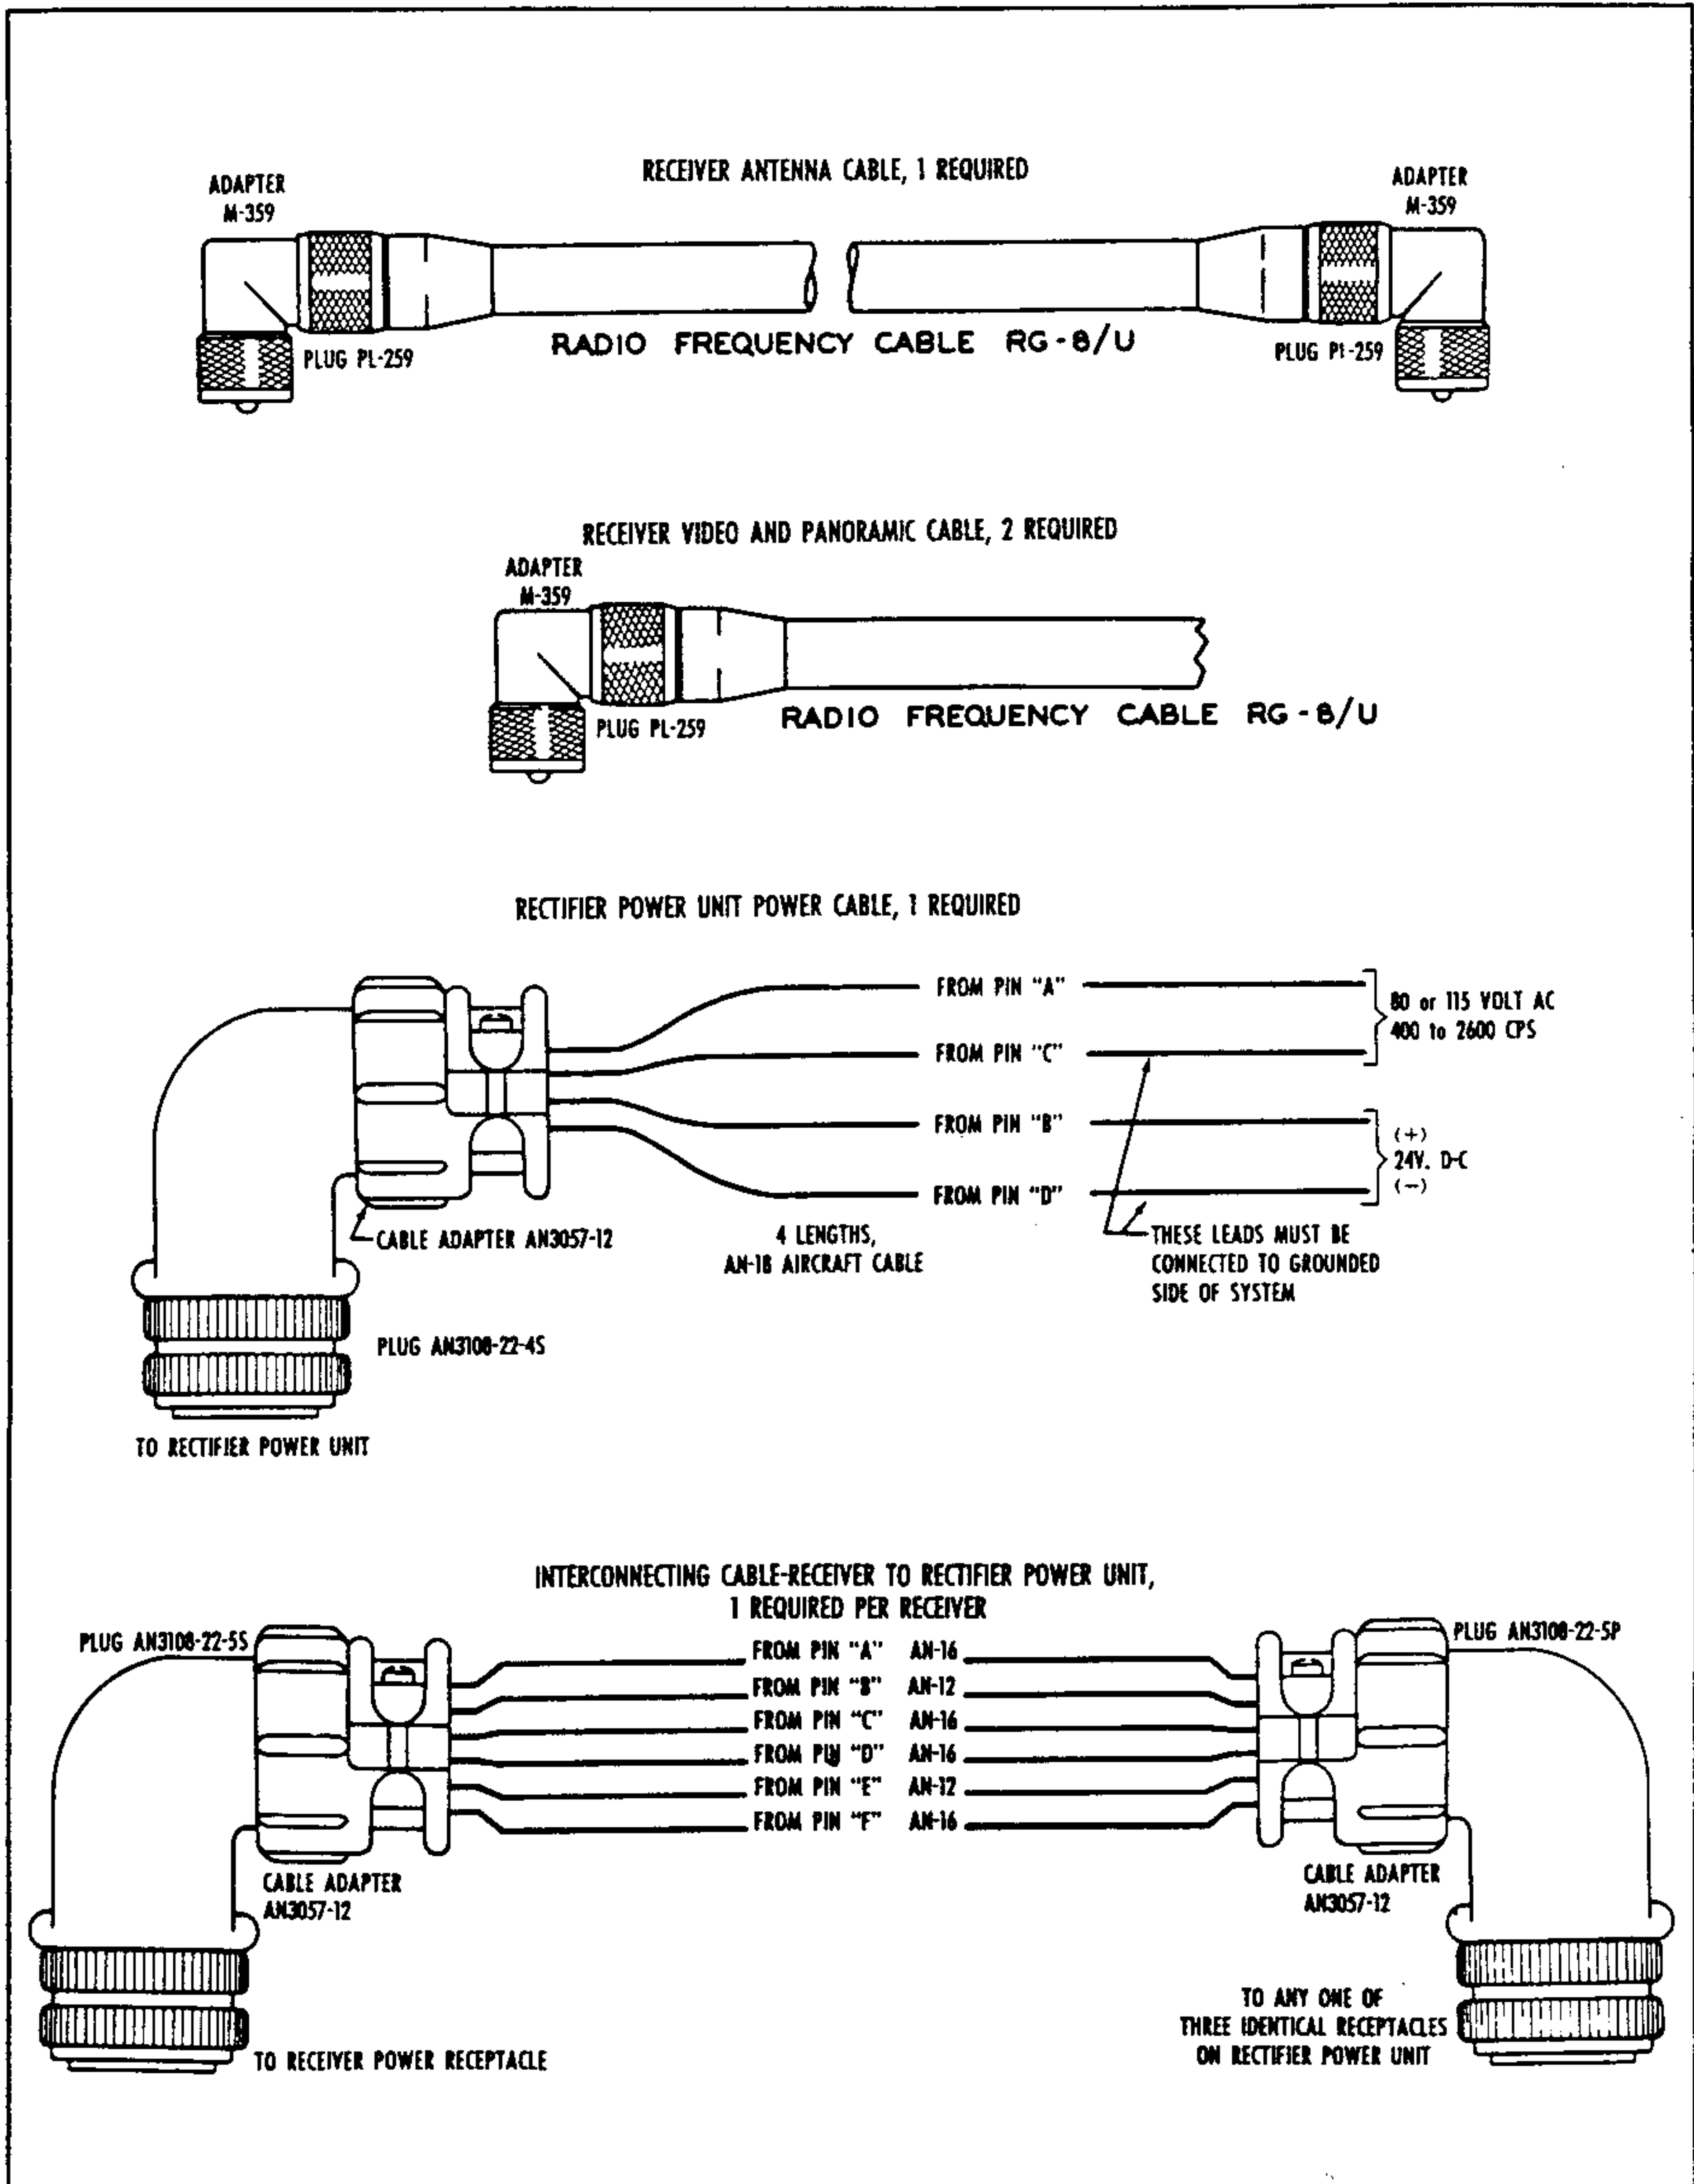 RECEIVER ANTENNA CABLE, 1 REQUIRED
ADAPTER
M-359
ADAPTER
M-359
PLUG PL-259
RADIO FREQUENCY CABLE RG-8/U
PLUG PL-259
RECEIVER VIDEO AND PANORAMIC CABLE, 2 REQUIRED
ADAPTER
M-359
PLUG PL-259
RADIO FREQUENCY CABLE RG-8/U
RECTIFIER POWER UNIT POWER CABLE, 1 REQUIRED
FROM PIN "A"
80 or 115 VOLT AC
400 to 2600 CPS
FROM PIN "C"
FROM PIN "B"
(+)
24V. D-C
(-)
FROM PIN "D"
CABLE ADAPTER AN3057-12
4 LENGTHS,
AN-18 AIRCRAFT CABLE
THESE LEADS MUST BE
CONNECTED TO GROUNDED
SIDE OF SYSTEM
PLUG AN3108-22-4S
TO RECTIFIER POWER UNIT
INTERCONNECTING CABLE-RECEIVER TO RECTIFIER POWER UNIT,
1 REQUIRED PER RECEIVER
PLUG AN3108-22-5S
PLUG AN3108-22-5P
FROM PIN "A" AN-16
FROM PIN "B" AN-12
FROM PIN "C" AN-16
FROM PIN "D" AN-16
FROM PIN "E" AN-12
FROM PIN "F" AN-16
CABLE ADAPTER
AN3057-12
CABLE ADAPTER
AN3057-12
TO RECEIVER POWER RECEPTACLE
TO ANY ONE OF
THREE IDENTICAL RECEPTACLES
ON RECTIFIER POWER UNIT